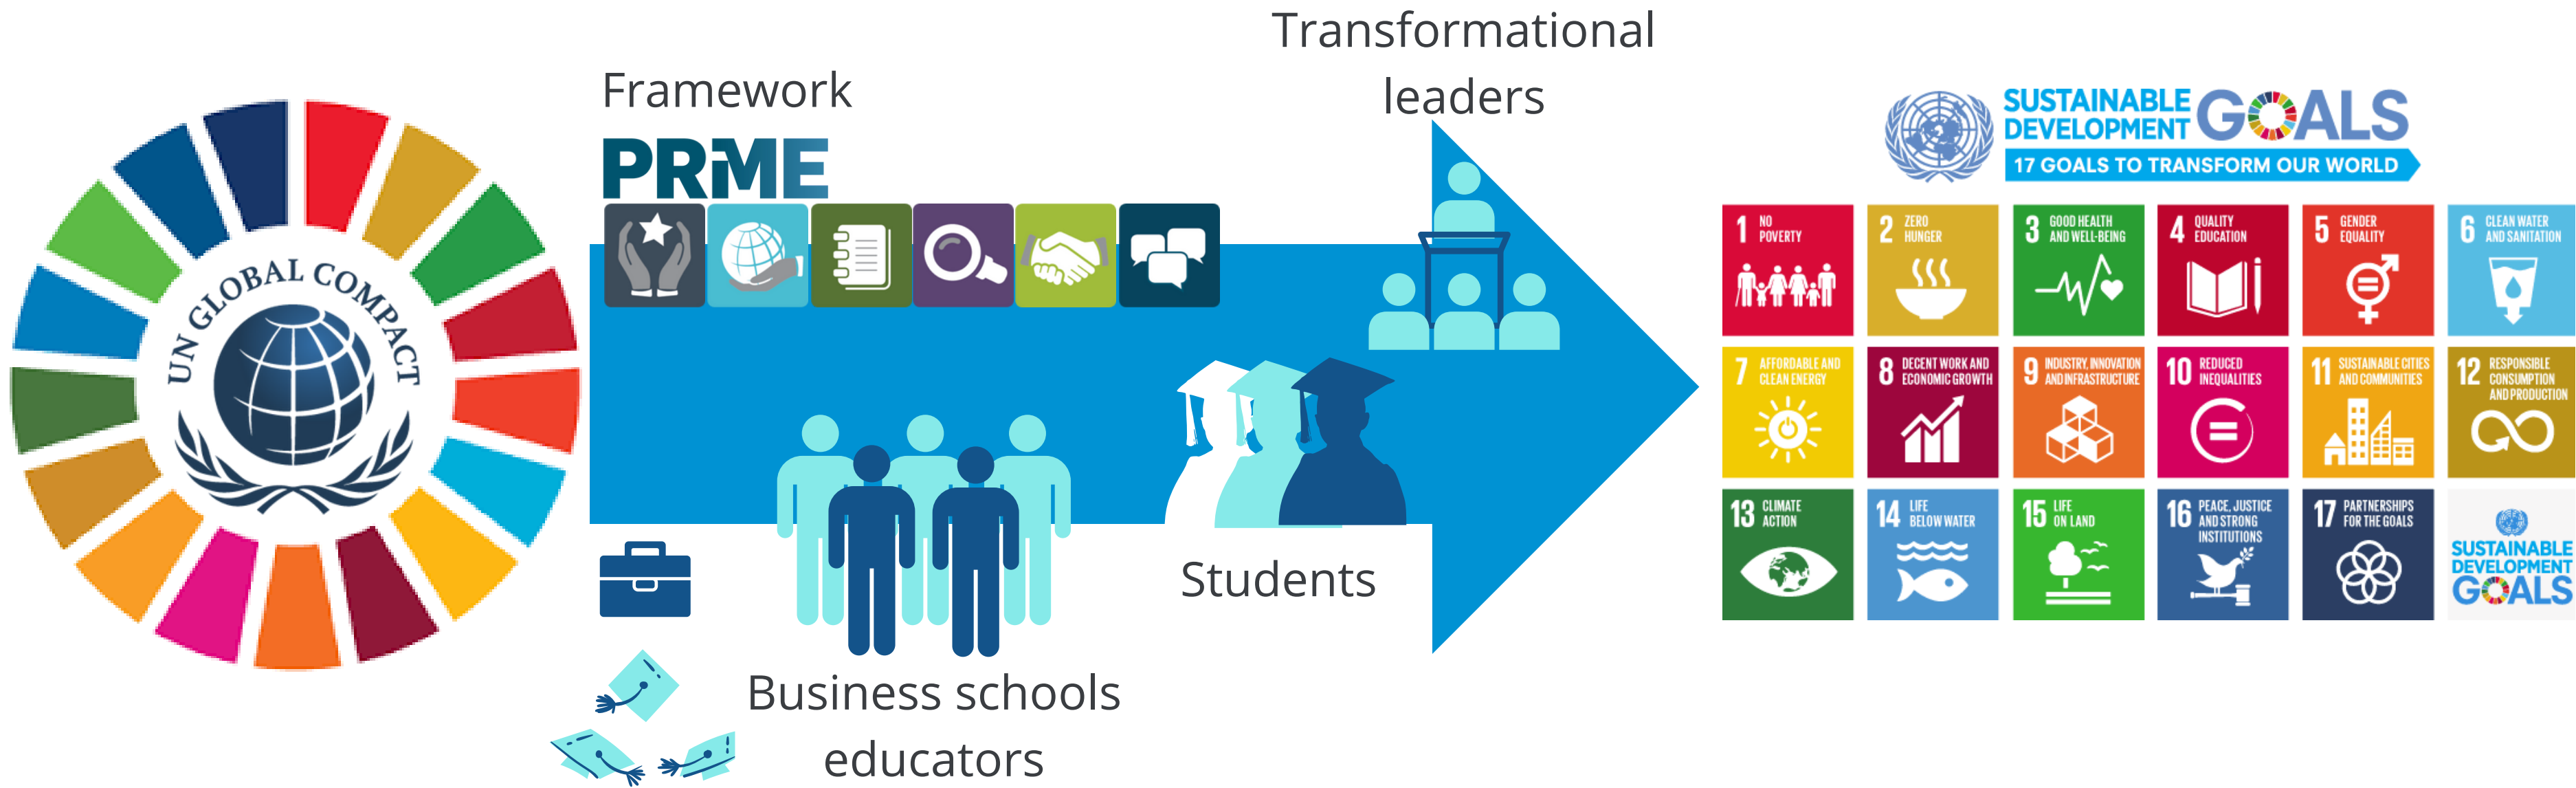 UN GLOBAL COMPACT
Framework
PRME
Business schools
educators
Students
Transformational
leaders
SUSTAINABLE
DEVELOPMENT
GOALS
17 GOALS TO TRANSFORM OUR WORLD
1 NO
POVERTY
2 ZERO
HUNGER
3 GOOD HEALTH
AND WELL-BEING
4 QUALITY
EDUCATION
5 GENDER
EQUALITY
6 CLEAN WATER
AND SANITATION
7 AFFORDABLE AND
CLEAN ENERGY
8 DECENT WORK AND
ECONOMIC GROWTH
9 INDUSTRY, INNOVATION
AND INFRASTRUCTURE
10 REDUCED
INEQUALITIES
11 SUSTAINABLE CITIES
AND COMMUNITIES
12 RESPONSIBLE
CONSUMPTION
AND PRODUCTION
13 CLIMATE
ACTION
14 LIFE
BELOW WATER
15 LIFE
ON LAND
16 PEACE, JUSTICE
AND STRONG
INSTITUTIONS
17 PARTNERSHIPS
FOR THE GOALS
SUSTAINABLE
DEVELOPMENT
GOALS